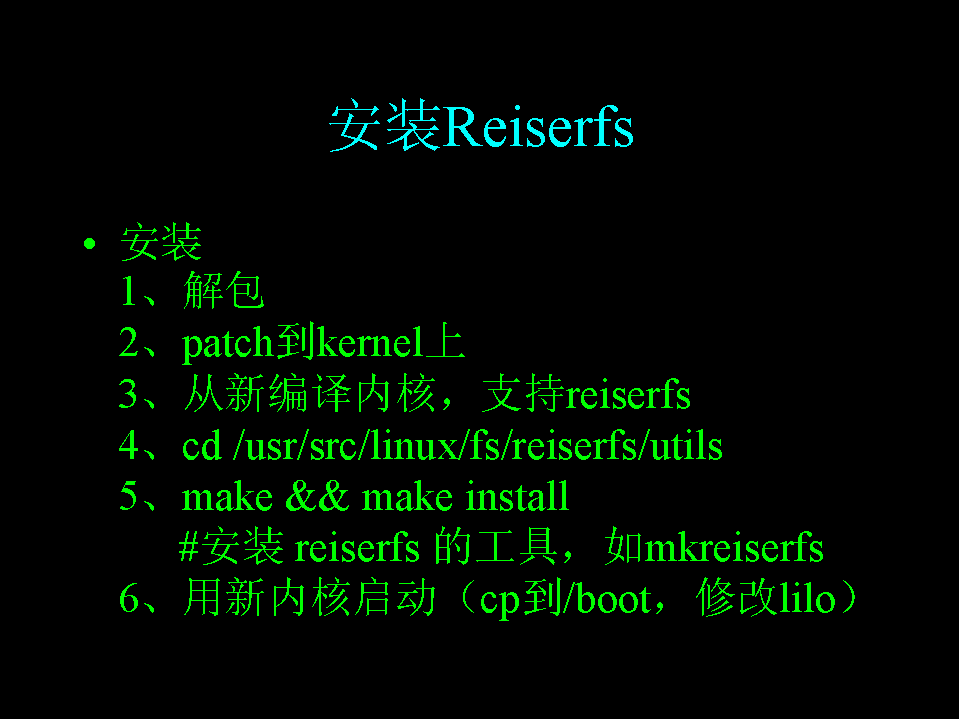 安装Reiserfs
• 安装
1、解包
2、patch到kernel上
3、从新编译内核，支持reiserfs
4、cd /usr/src/linux/fs/reiserfs/utils
5、make && make install
#安装 reiserfs 的工具，如mkreiserfs
6、用新内核启动（cp到/boot，修改lilo）